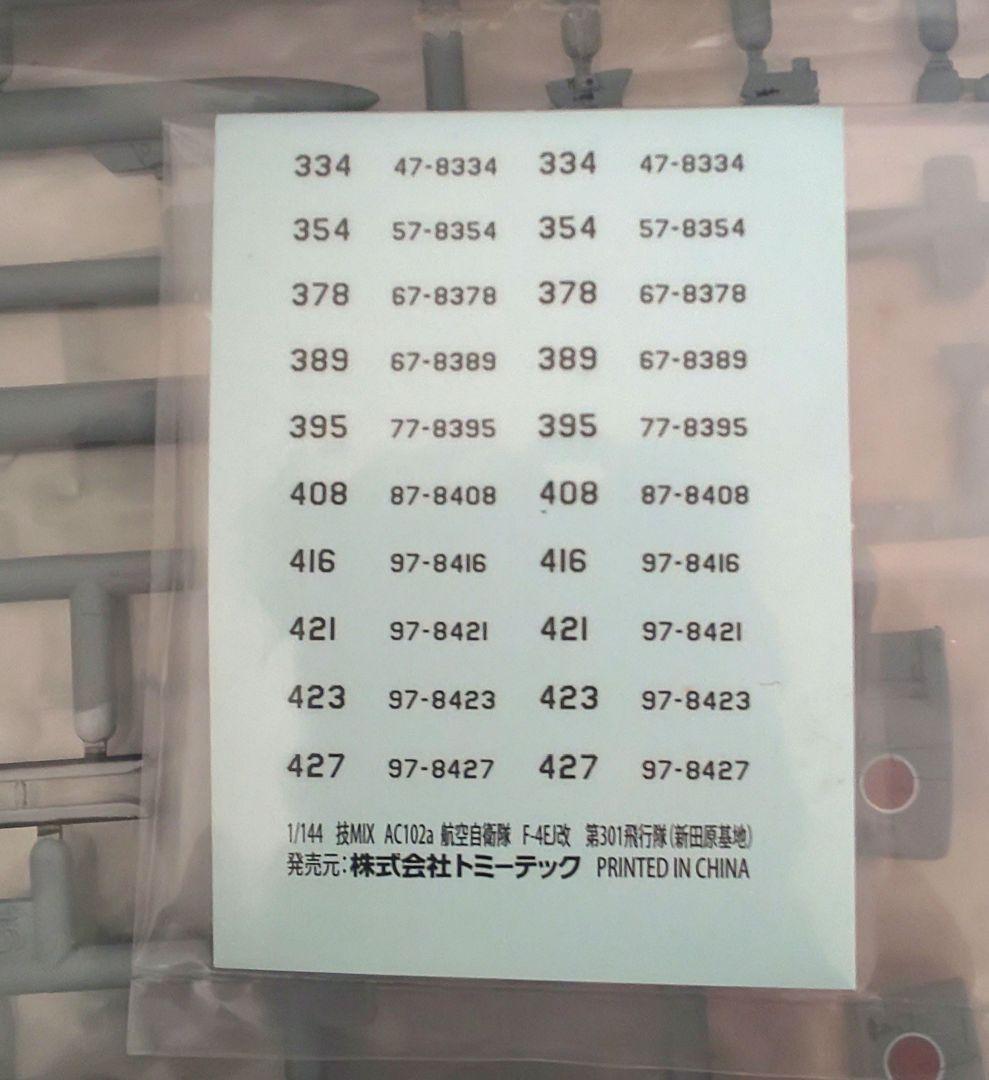 334 47-8334 334 47-8334
354 57-8354 354 57-8354
378 67-8378 378 67-8378
389 67-8389 389 67-8389
395 77-8395 395 77-8395
408 87-8408 408 87-8408
416 97-8416 416 97-8416
421 97-8421 421 97-8421
423 97-8423 423 97-8423
427 97-8427 427 97-8427
1/144 技MIX AC102a 航空自衛隊 F-4EJ改 第301飛行隊(新田原基地)
発売元:株式会社トミーテック PRINTED IN CHINA